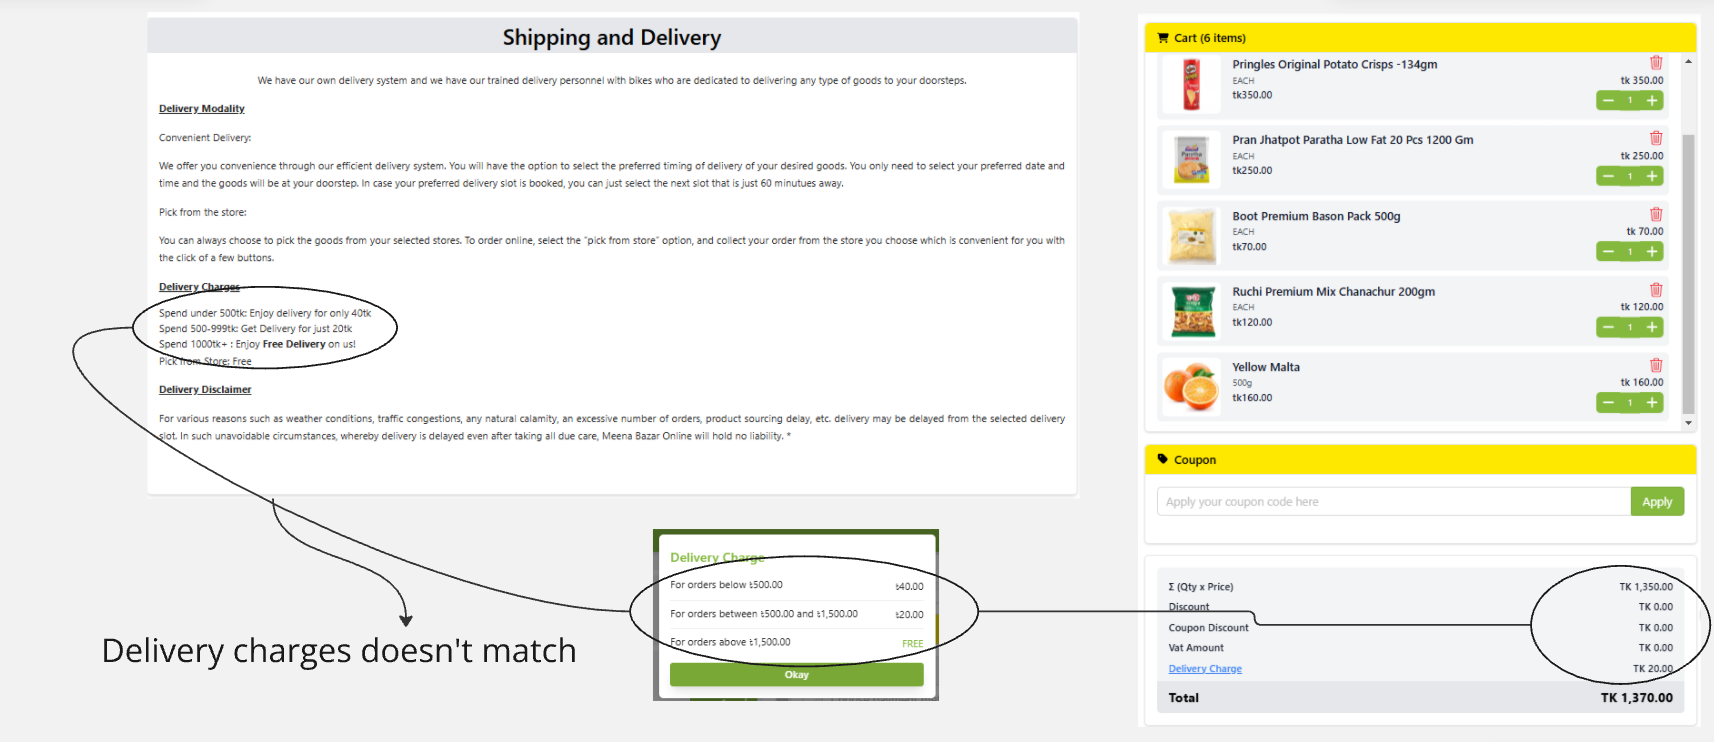 Shipping and Delivery
We have our own delivery system and we have our trained delivery personnel with bikes who are dedicated to delivering any type of goods to your doorsteps.
Delivery Modality
Convenient Delivery:
We offer you convenience through our efficient delivery system. You will have the option to select the preferred timing of delivery of your desired goods. You only need to select your preferred date and
time and the goods will be at your doorstep. In case your preferred delivery slot is booked, you can just select the next slot that is just 60 minutues away.
Pick from the store:
You can always choose to pick the goods from your selected stores. To order online, select the "pick from store" option, and collect your order from the store you choose which is convenient for you with
the click of a few buttons.
Delivery Charges
Spend under 500tk: Enjoy delivery for only 40tk
Spend 500-999tk: Get Delivery for just 20tk
Spend 1000tk+ : Enjoy Free Delivery on us!
Pick from Store: Free
Delivery Disclaimer
For various reasons such as weather conditions, traffic congestions, any natural calamity, an excessive number of orders, product sourcing delay, etc. delivery may be delayed from the selected delivery
slot. In such unavoidable circumstances, whereby delivery is delayed even after taking all due care, Meena Bazar Online will hold no liability. *
Delivery charges doesn't match
Delivery Charge
For orders below ৳500.00 ৳40.00
For orders between ৳500.00 and ৳1,500.00 ৳20.00
For orders above ৳1,500.00 FREE
Okay
Cart (6 items)
Pringles Original Potato Crisps -134gm
EACH tk 350.00
tk350.00 1
Pran Jhatpot Paratha Low Fat 20 Pcs 1200 Gm
EACH tk 250.00
tk250.00 1
Boot Premium Bason Pack 500g
EACH tk 70.00
tk70.00 1
Ruchi Premium Mix Chanachur 200gm
EACH tk 120.00
tk120.00 1
Yellow Malta
500g tk 160.00
tk160.00 1
Coupon
Apply your coupon code here Apply
Σ (Qty x Price) TK 1,350.00
Discount TK 0.00
Coupon Discount TK 0.00
Vat Amount TK 0.00
Delivery Charge TK 20.00
Total TK 1,370.00